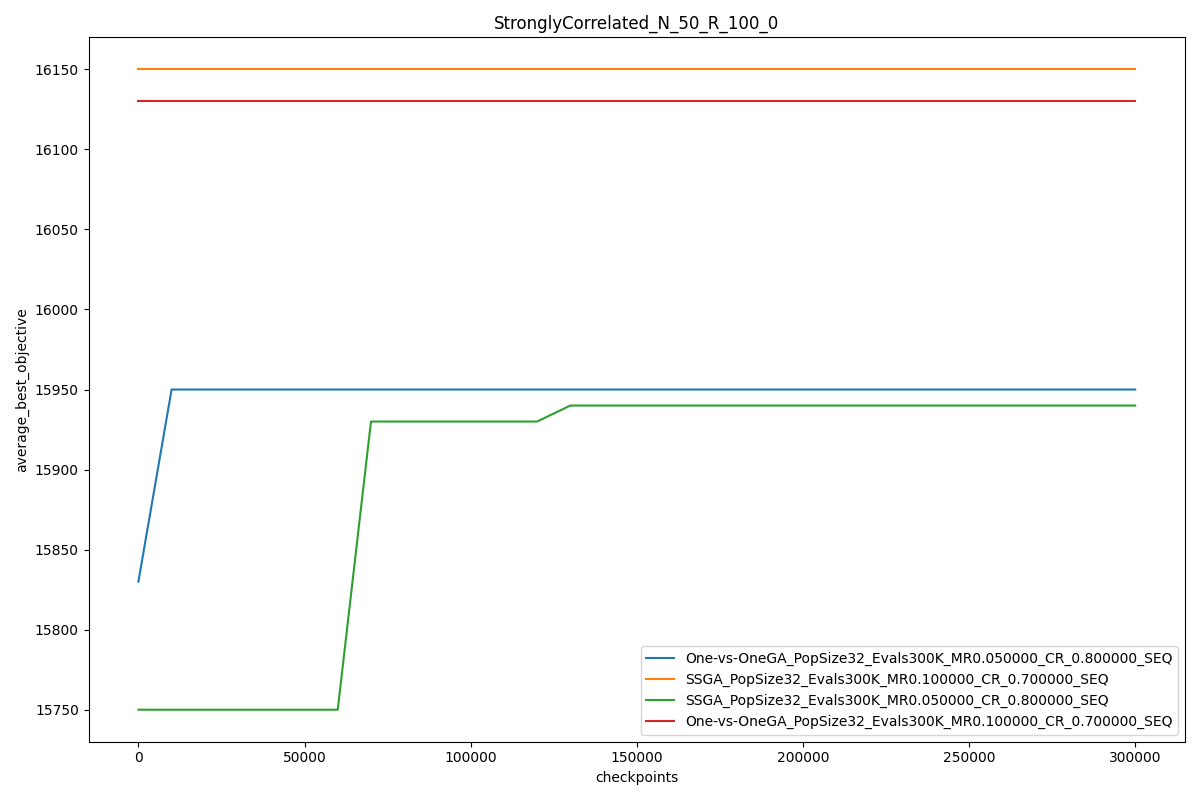 StronglyCorrelated_N_50_R_100_0
average_best_objective
16150
16100
16050
16000
15950
15900
15850
15800
15750
One-vs-OneGA_PopSize32_Evals300K_MR0.050000_CR_0.800000_SEQ
SSGA_PopSize32_Evals300K_MR0.100000_CR_0.700000_SEQ
SSGA_PopSize32_Evals300K_MR0.050000_CR_0.800000_SEQ
One-vs-OneGA_PopSize32_Evals300K_MR0.100000_CR_0.700000_SEQ
0 50000 100000 150000 200000 250000 300000
checkpoints